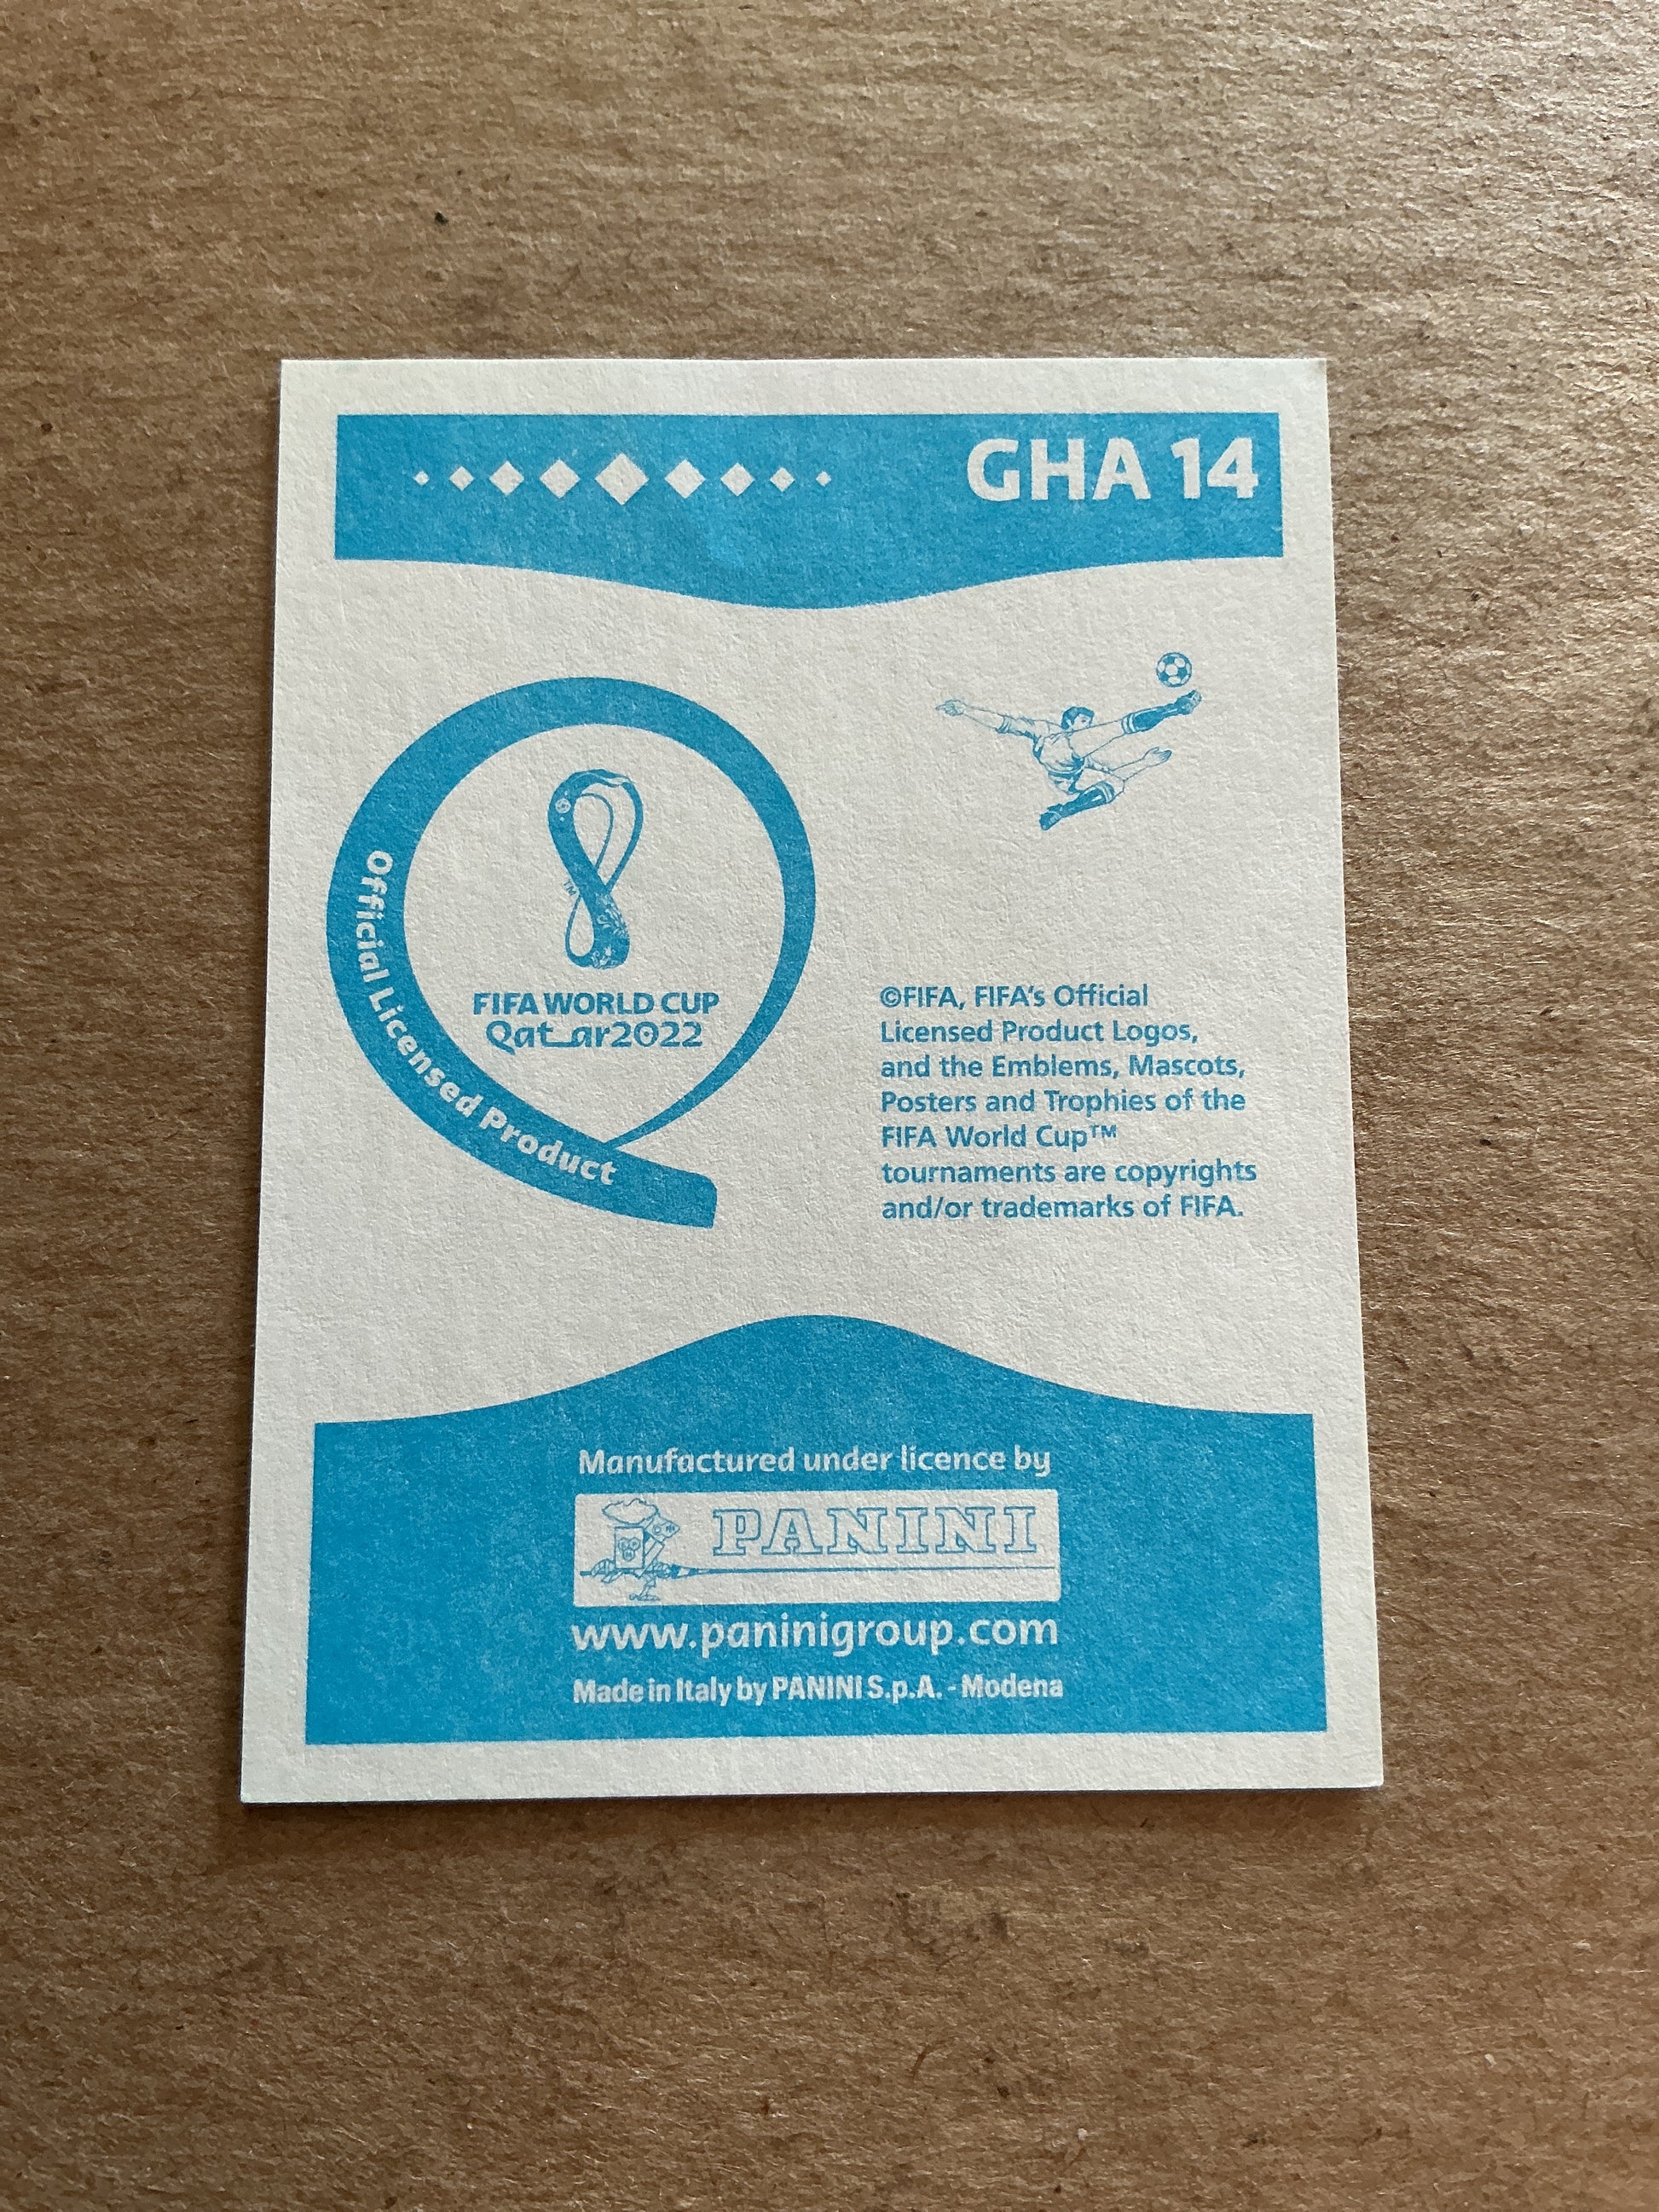 GHA 14
Official Licensed Product
TM
FIFA WORLD CUP
Qatar2022
©FIFA, FIFA's Official
Licensed Product Logos,
and the Emblems, Mascots,
Posters and Trophies of the
FIFA World Cup™
tournaments are copyrights
and/or trademarks of FIFA.
Manufactured under licence by
PANINI
www.paninigroup.com
Made in Italy by PANINI S.p.A. - Modena